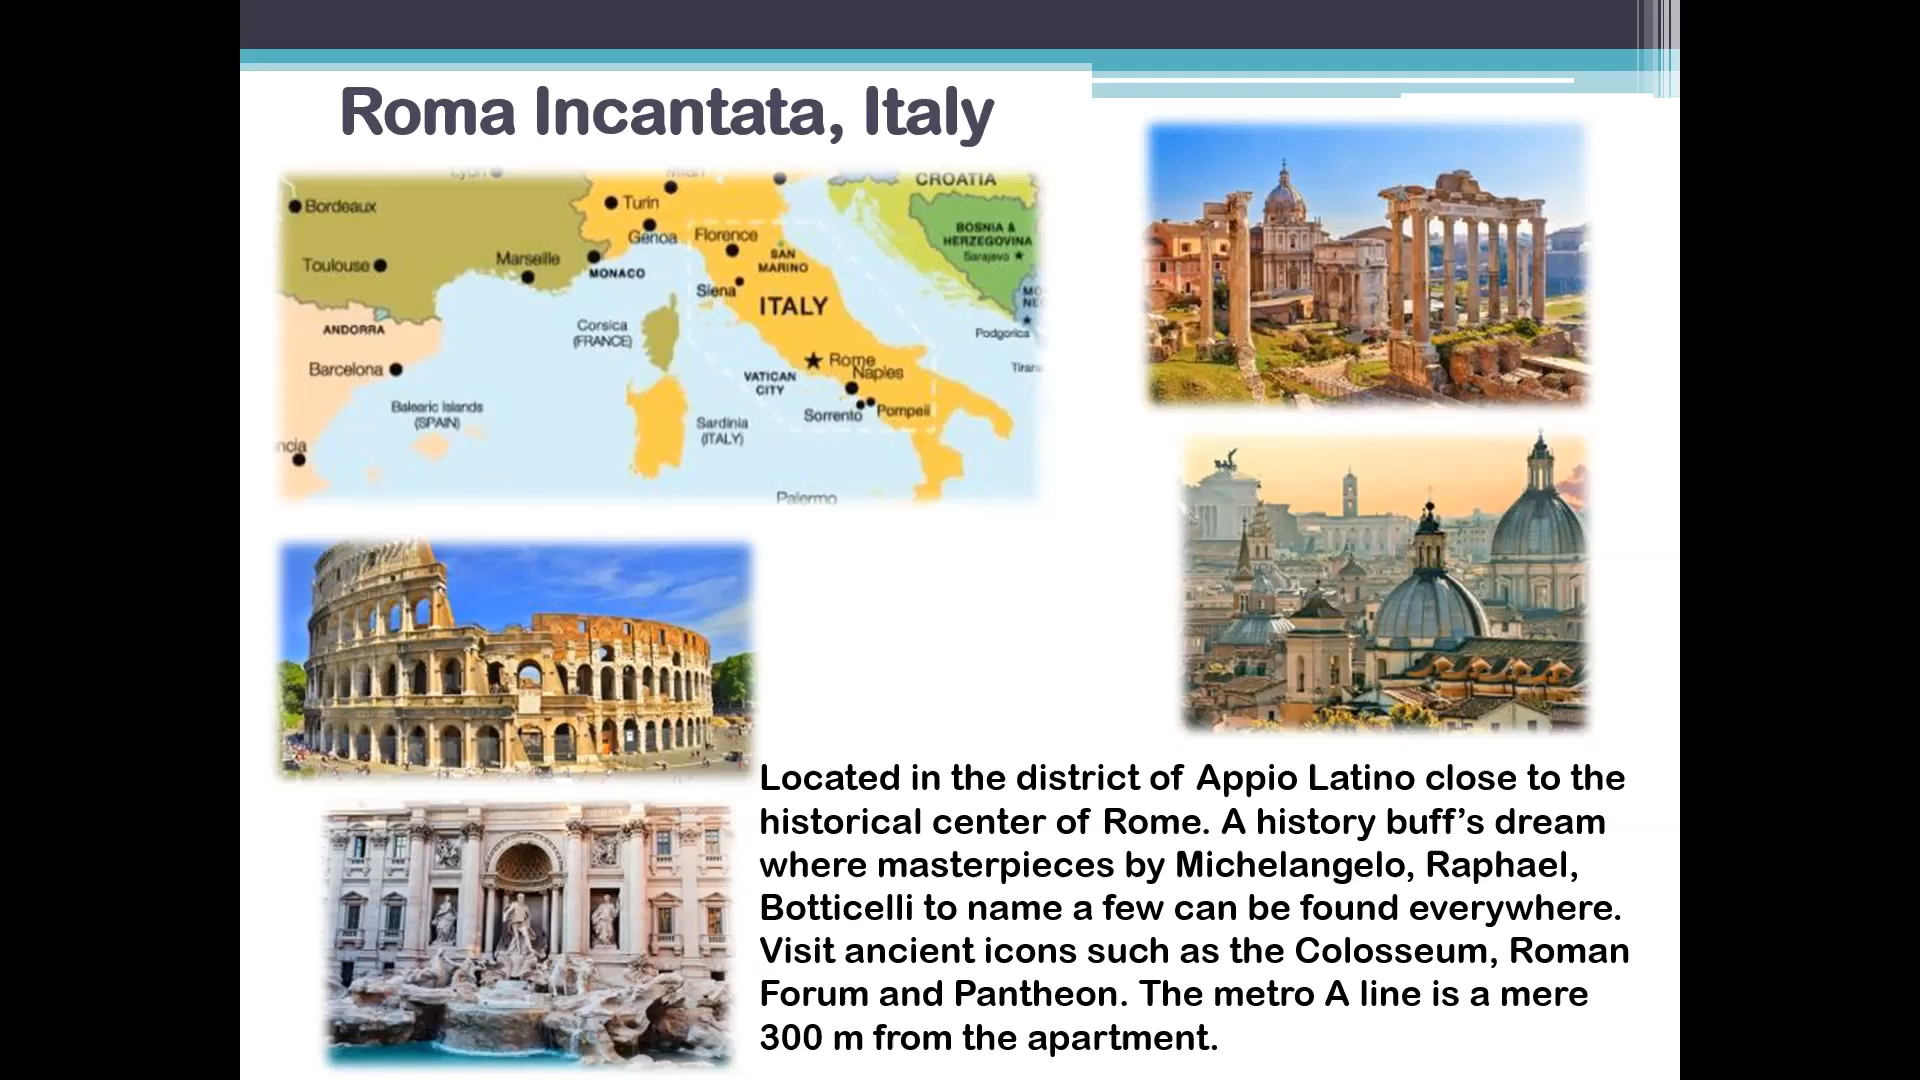 Roma Incantata, Italy
CROATIA
Milan
Turin
Bordeaux
BOSNIA &
HERZEGOVINA
Sarajevo
Genoa
Florence
SAN
MARINO
Toulouse
Marseille
MONACO
Siena
ITALY
ANDORRA
Corsica
(FRANCE)
Podgorica
Rome
Barcelona
Naples
VATICAN
CITY
Balearic Islands
(SPAIN)
Sorrento
Pompeii
Sardinia
(ITALY)
Palermo
Located in the district of Appio Latino close to the
historical center of Rome. A history buff’s dream
where masterpieces by Michelangelo, Raphael,
Botticelli to name a few can be found everywhere.
Visit ancient icons such as the Colosseum, Roman
Forum and Pantheon. The metro A line is a mere
300 m from the apartment.